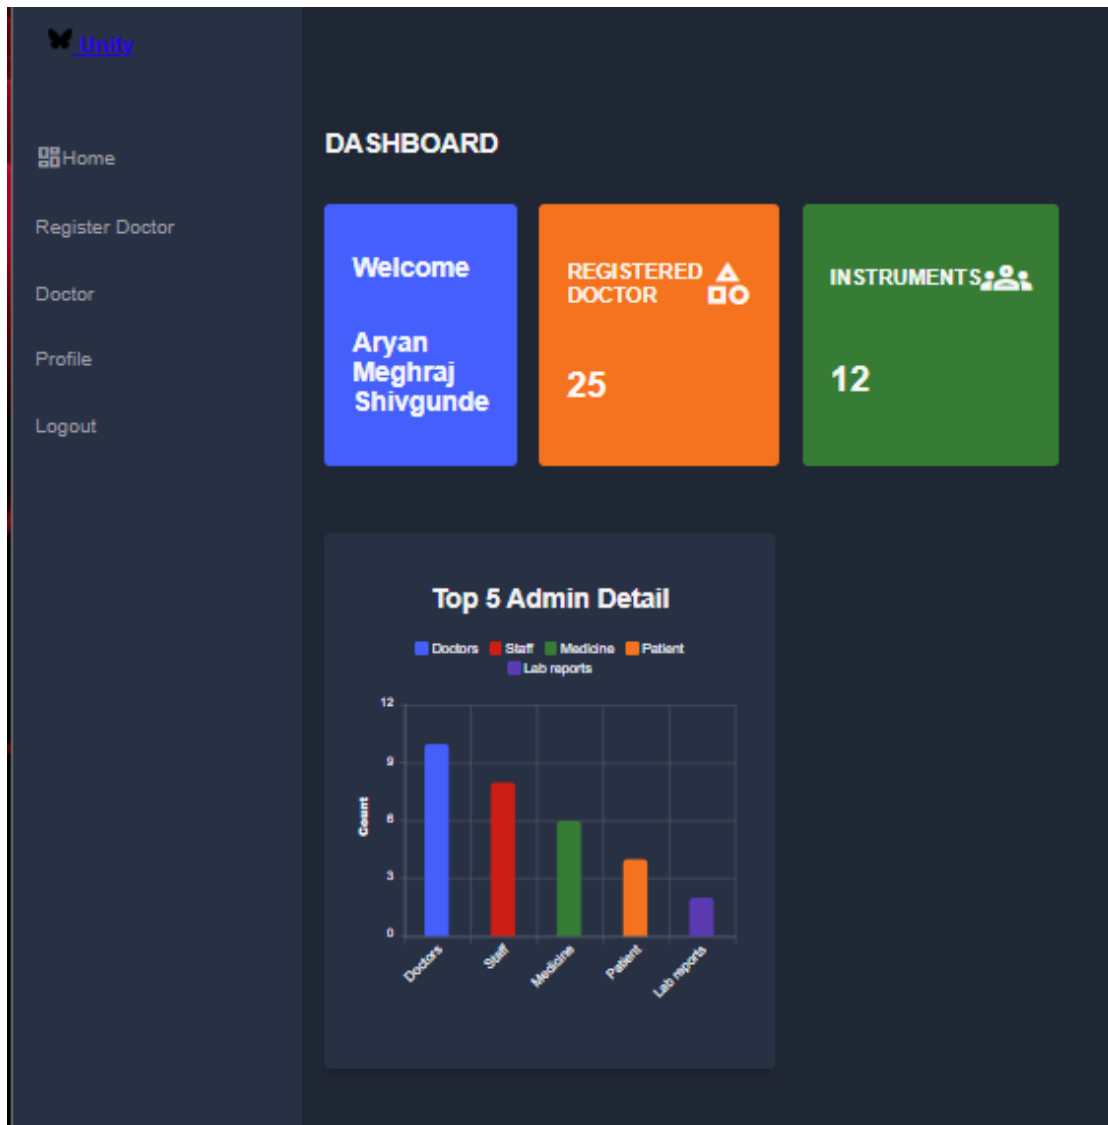 Unity
Home
Register Doctor
Doctor
Profile
Logout
DASHBOARD
Welcome
Aryan
Meghraj
Shivgunde
REGISTERED
DOCTOR
25
INSTRUMENTS
12
Top 5 Admin Detail
Doctors Staff Medicine Patient
Lab reports
12
9
6
3
0
Count
Doctors
Staff
Medicine
Patient
Lab reports